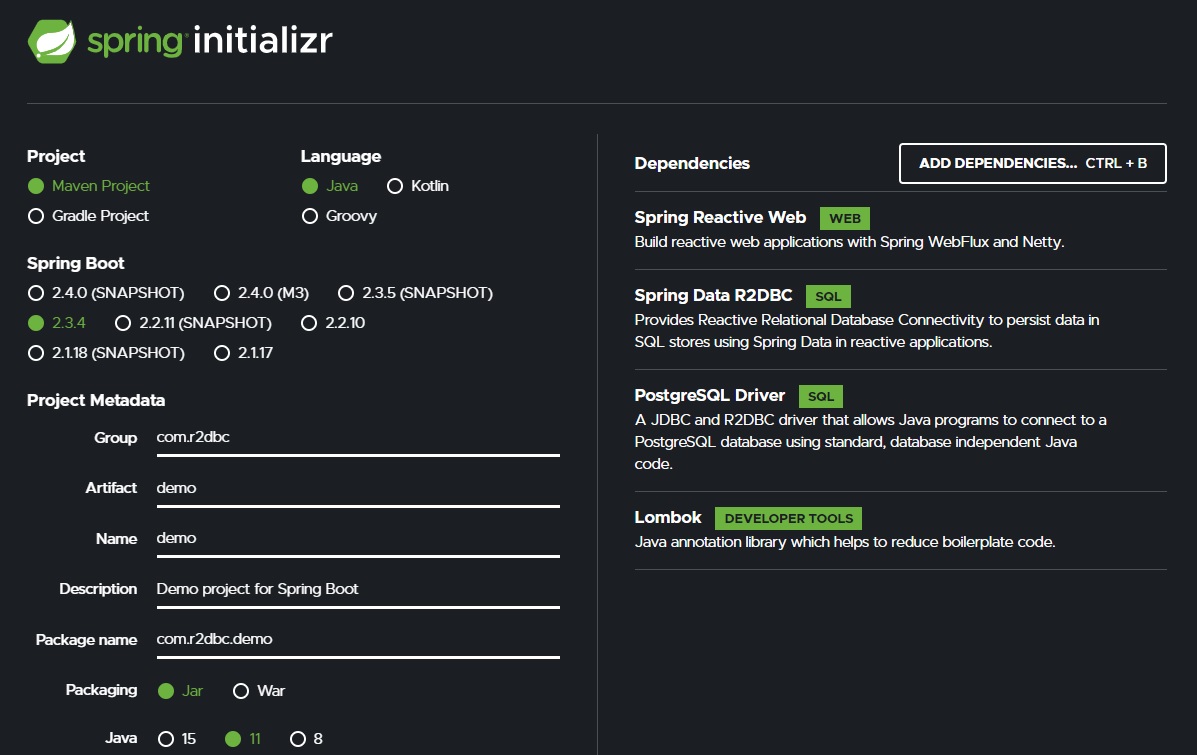 spring initializr
Project
Maven Project
Gradle Project
Language
Java Kotlin
Groovy
Spring Boot
2.4.0 (SNAPSHOT) 2.4.0 (M3) 2.3.5 (SNAPSHOT)
2.3.4 2.2.11 (SNAPSHOT) 2.2.10
2.1.18 (SNAPSHOT) 2.1.17
Project Metadata
Group com.r2dbc
Artifact demo
Name demo
Description Demo project for Spring Boot
Package name com.r2dbc.demo
Packaging Jar War
Java 15 11 8
Dependencies ADD DEPENDENCIES... CTRL + B
Spring Reactive Web WEB
Build reactive web applications with Spring WebFlux and Netty.
Spring Data R2DBC SQL
Provides Reactive Relational Database Connectivity to persist data in
SQL stores using Spring Data in reactive applications.
PostgreSQL Driver SQL
A JDBC and R2DBC driver that allows Java programs to connect to a
PostgreSQL database using standard, database independent Java
code.
Lombok DEVELOPER TOOLS
Java annotation library which helps to reduce boilerplate code.